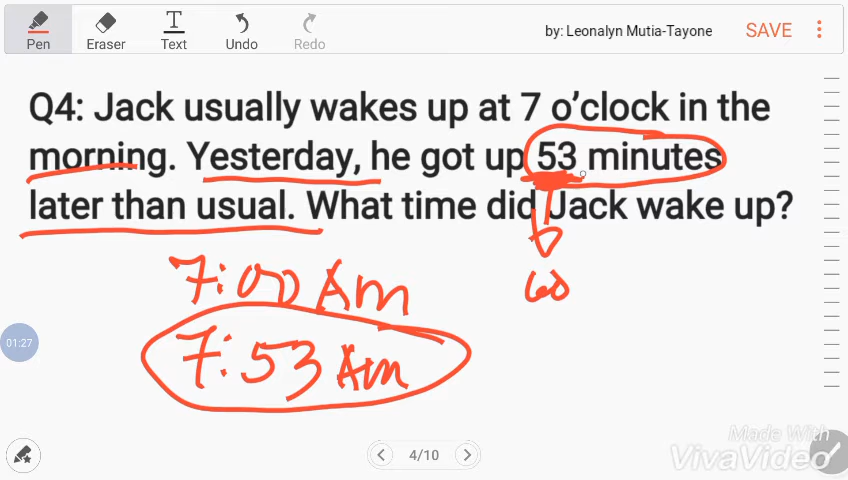 Pen
Eraser
Text
Undo
Redo
by: Leonalyn Mutia-Tayone
SAVE
Q4: Jack usually wakes up at 7 o’clock in the
morning. Yesterday, he got up 53 minutes
later than usual. What time did Jack wake up?
7:00 Am
60
7:53 Am
01:27
4/10
Made With
VivaVideo